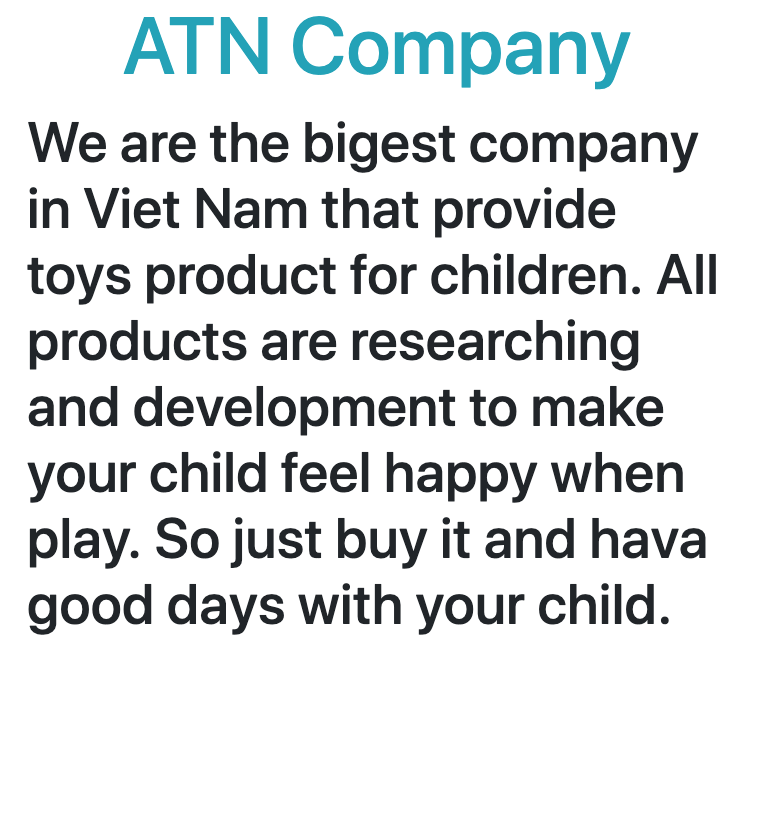 ATN Company
We are the bigest company
in Viet Nam that provide
toys product for children. All
products are researching
and development to make
your child feel happy when
play. So just buy it and hava
good days with your child.